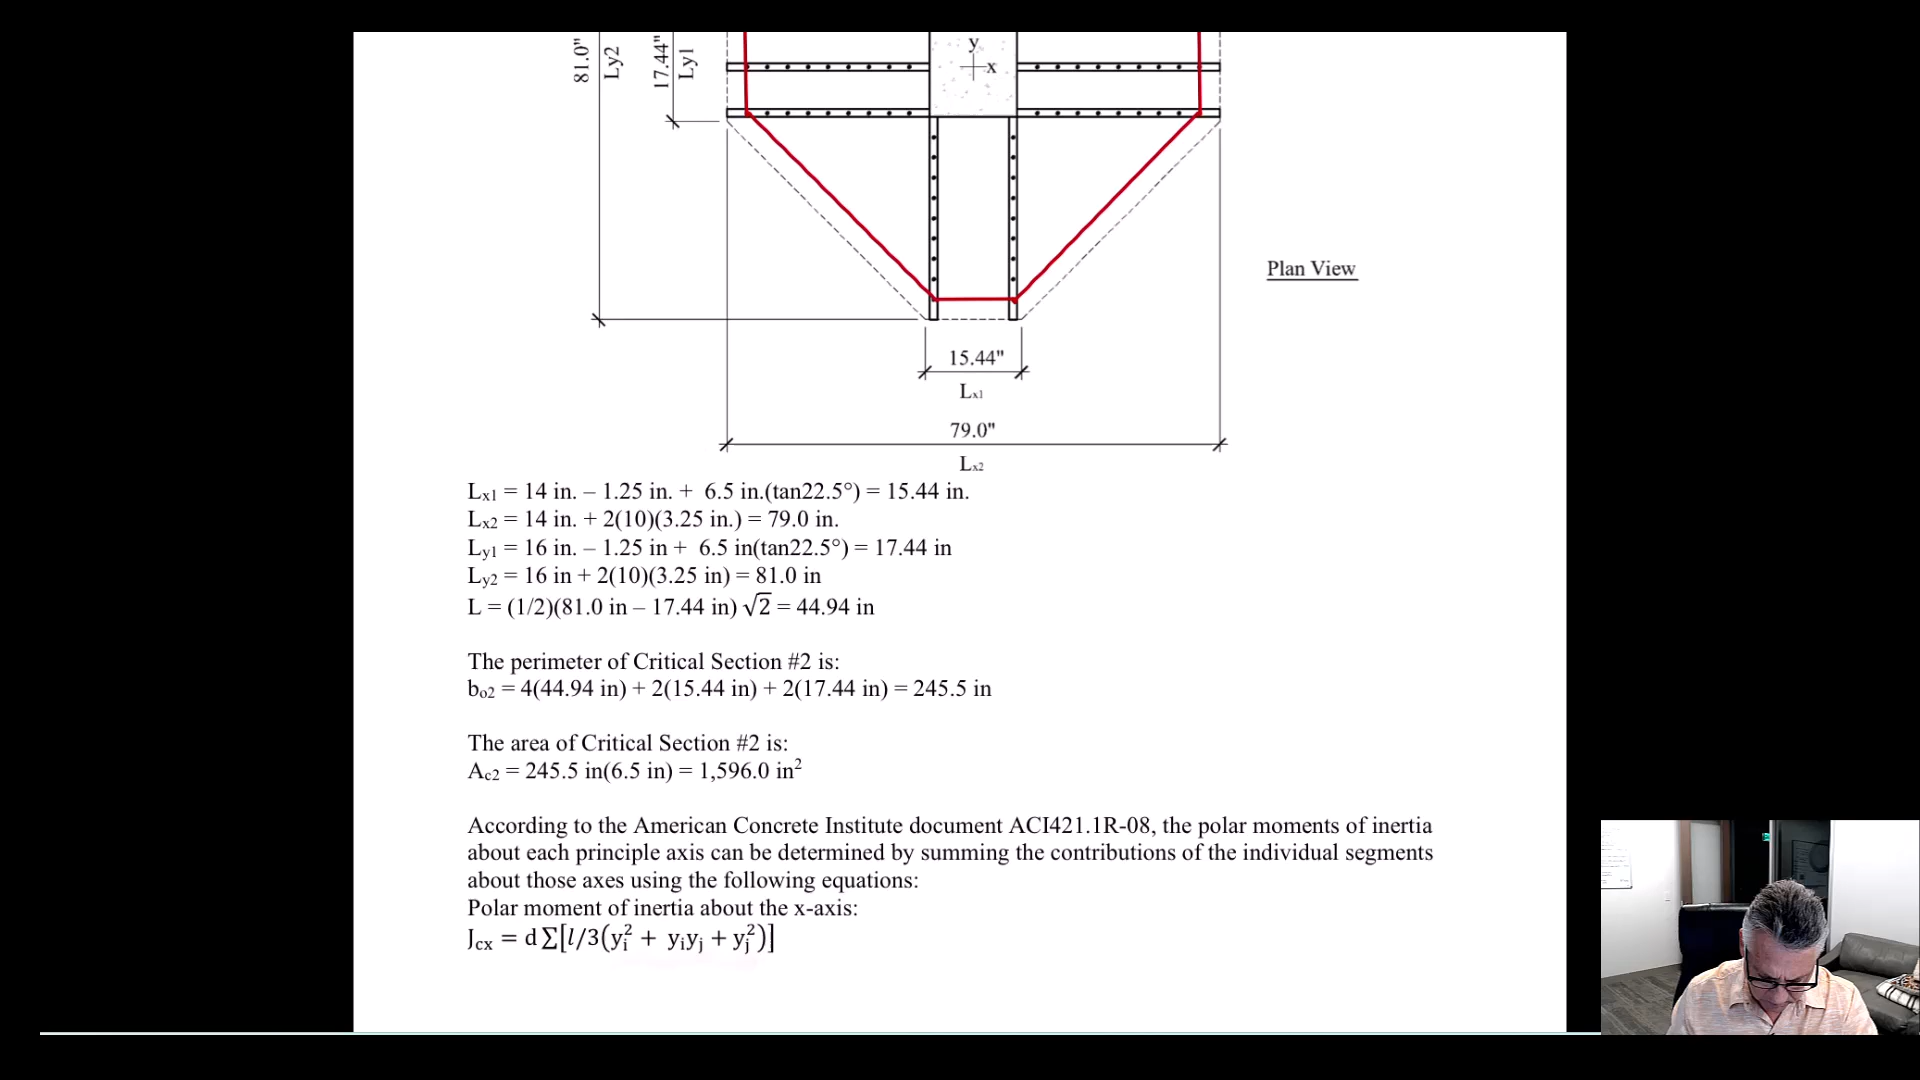 81.0"
Ly2
17.44"
Ly1
y
x
Plan View
15.44"
Lx1
79.0"
Lx2
Lx1 = 14 in. – 1.25 in. + 6.5 in.(tan22.5°) = 15.44 in.
Lx2 = 14 in. + 2(10)(3.25 in.) = 79.0 in.
Ly1 = 16 in. – 1.25 in + 6.5 in(tan22.5°) = 17.44 in
Ly2 = 16 in + 2(10)(3.25 in) = 81.0 in
L = (1/2)(81.0 in – 17.44 in) √2 = 44.94 in
The perimeter of Critical Section #2 is:
bo2 = 4(44.94 in) + 2(15.44 in) + 2(17.44 in) = 245.5 in
The area of Critical Section #2 is:
Ac2 = 245.5 in(6.5 in) = 1,596.0 in²
According to the American Concrete Institute document ACI421.1R-08, the polar moments of inertia
about each principle axis can be determined by summing the contributions of the individual segments
about those axes using the following equations:
Polar moment of inertia about the x-axis:
Jcx = d∑[l/3(yi² + yiyj + yj²)]